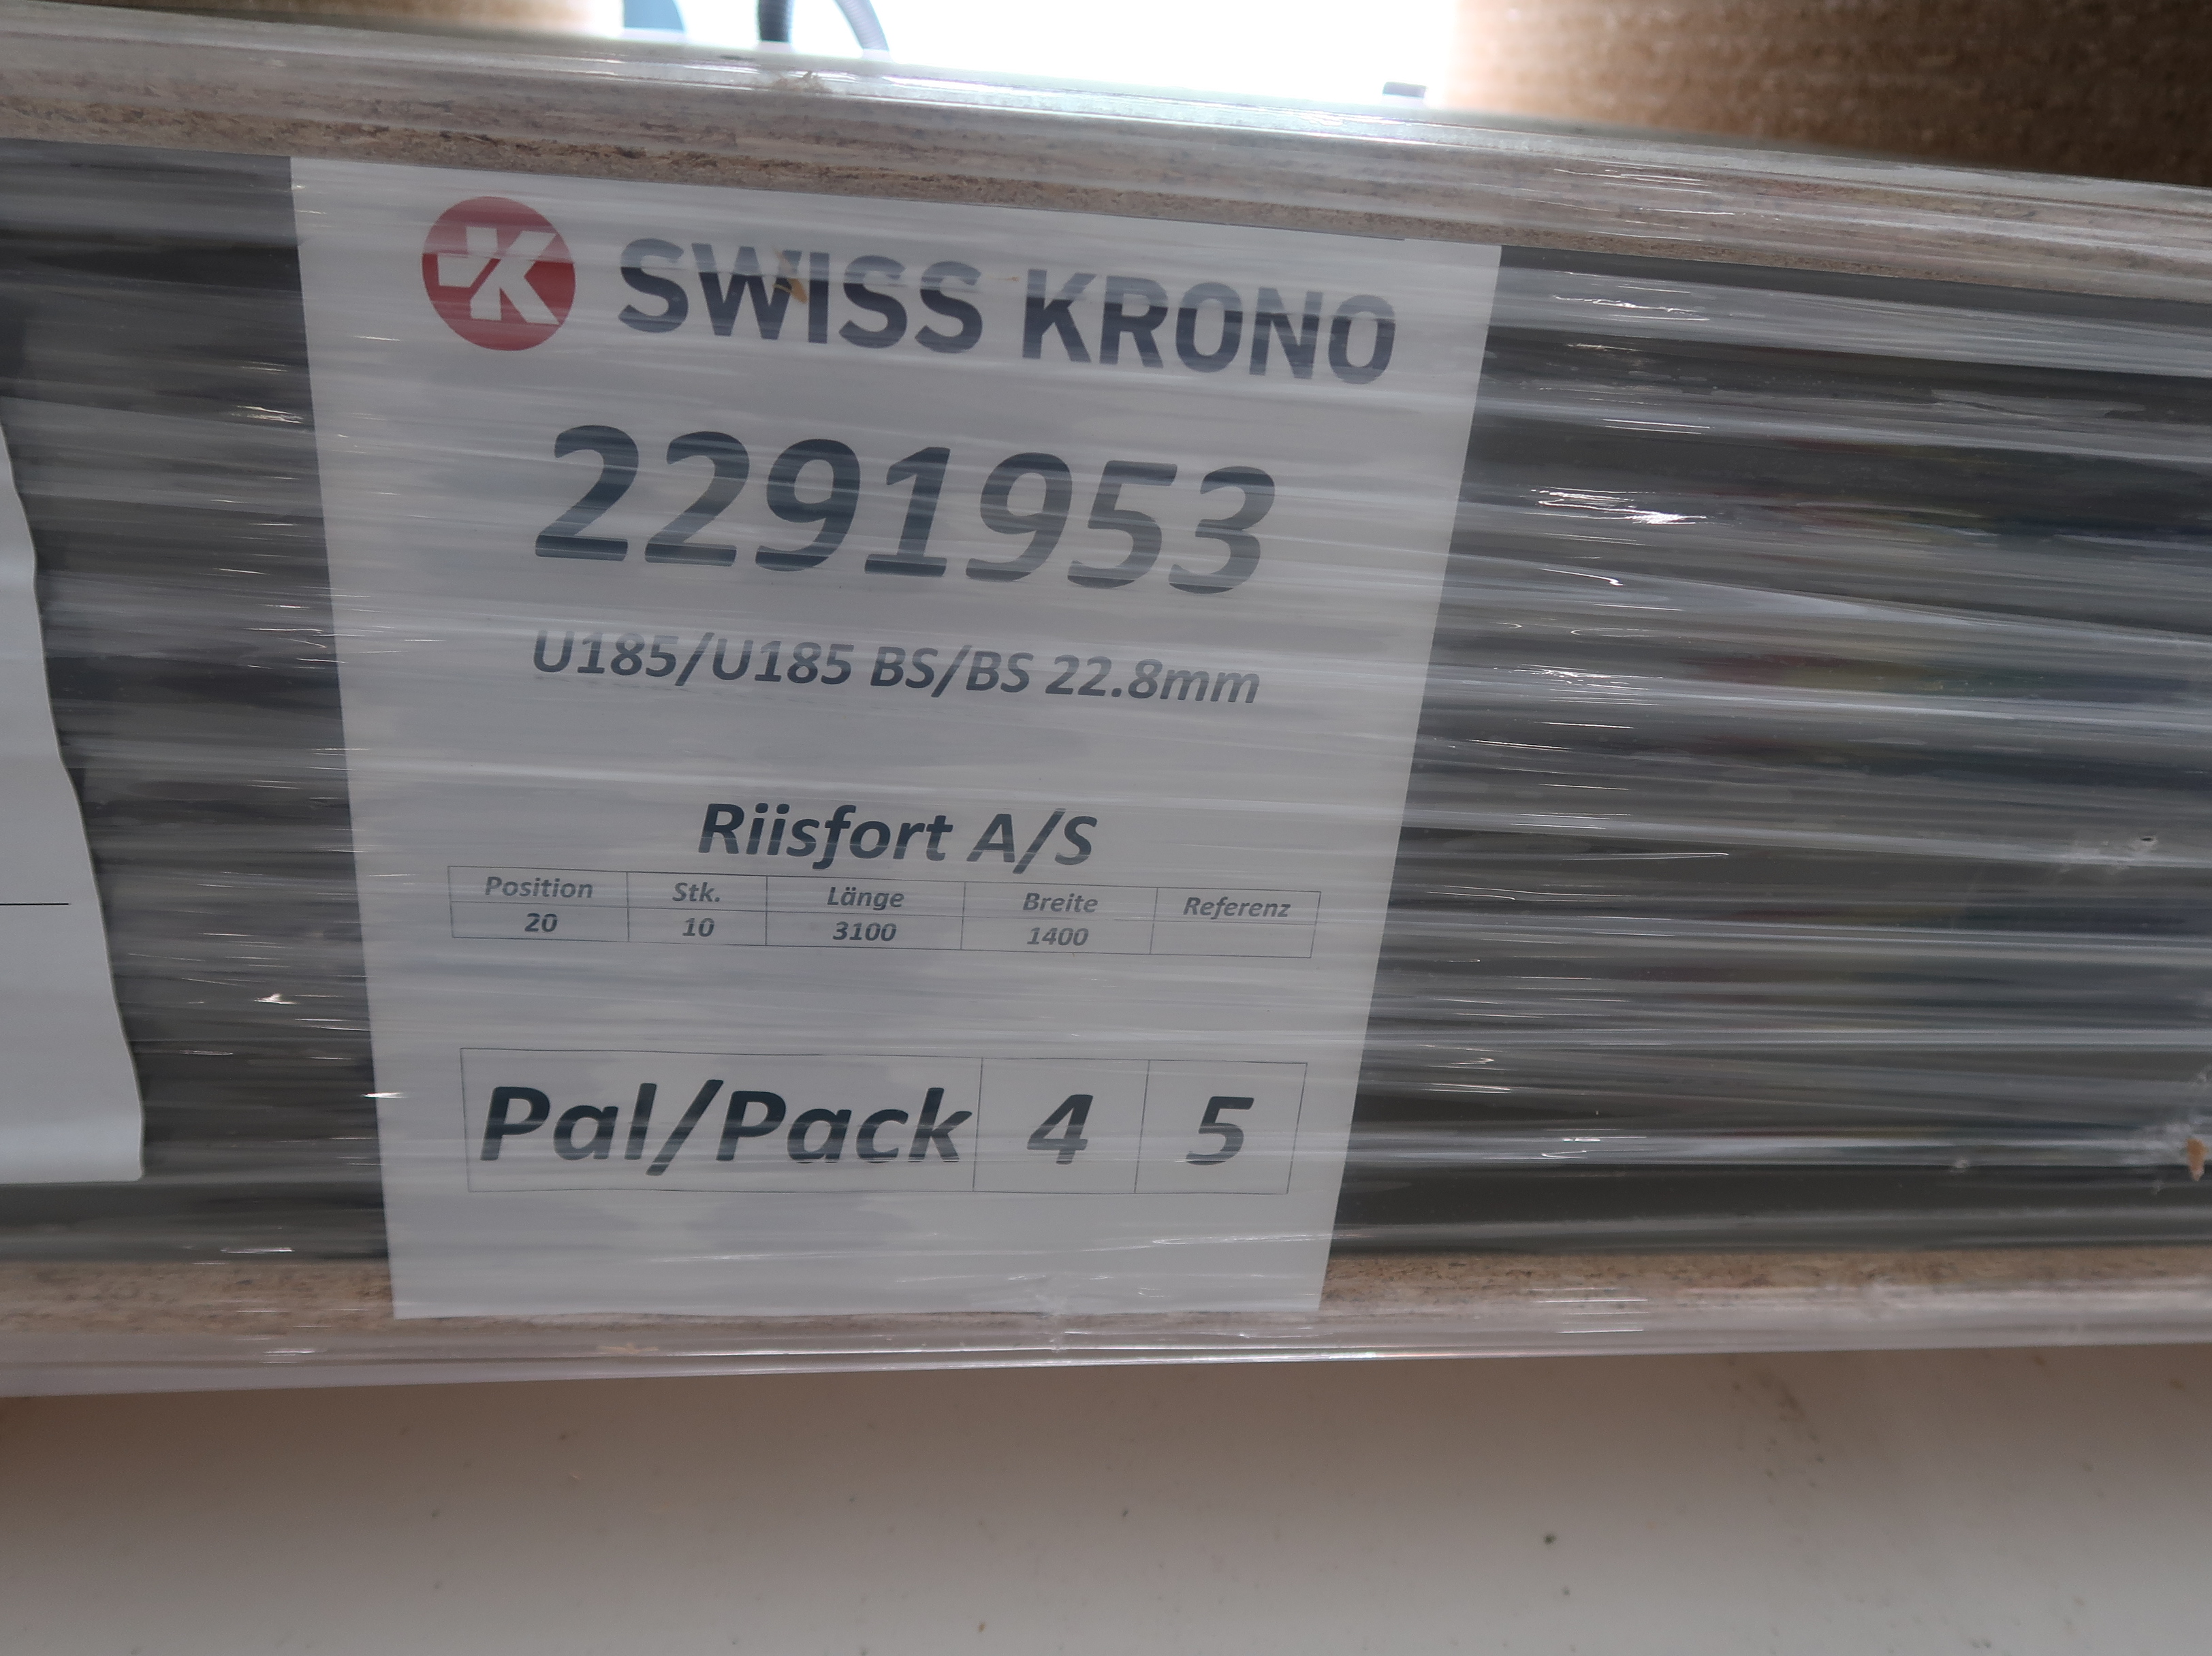 SWISS KRONO
2291953
U185/U185 BS/BS 22.8mm
Riisfort A/S
Position Stk. Länge Breite Referenz
20 10 3100 1400
Pal/Pack 4 5